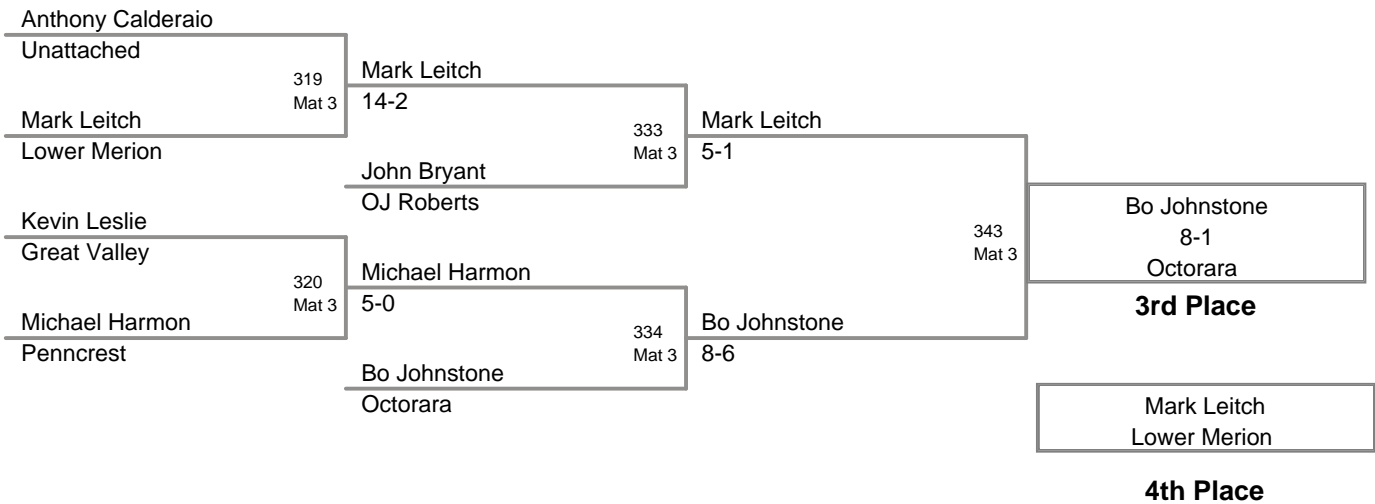 Anthony Calderaio
Unattached
319
Mat 3
Mark Leitch
Lower Merion
Kevin Leslie
Great Valley
320
Mat 3
Michael Harmon
Penncrest
Mark Leitch
14-2
333
Mat 3
John Bryant
OJ Roberts
Michael Harmon
5-0
334
Mat 3
Bo Johnstone
Octorara
Mark Leitch
5-1
343
Mat 3
Bo Johnstone
8-6
Bo Johnstone
8-1
Octorara
3rd Place
Mark Leitch
Lower Merion
4th Place